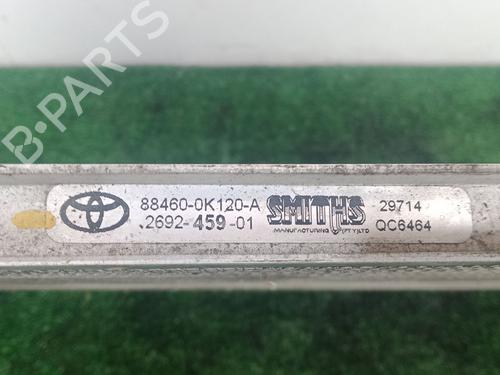 B-PARTS
88460-0K120-A
.2692-459-01
SMITHS
MANUFACTURING (PTY)LTD
29714
QC6464